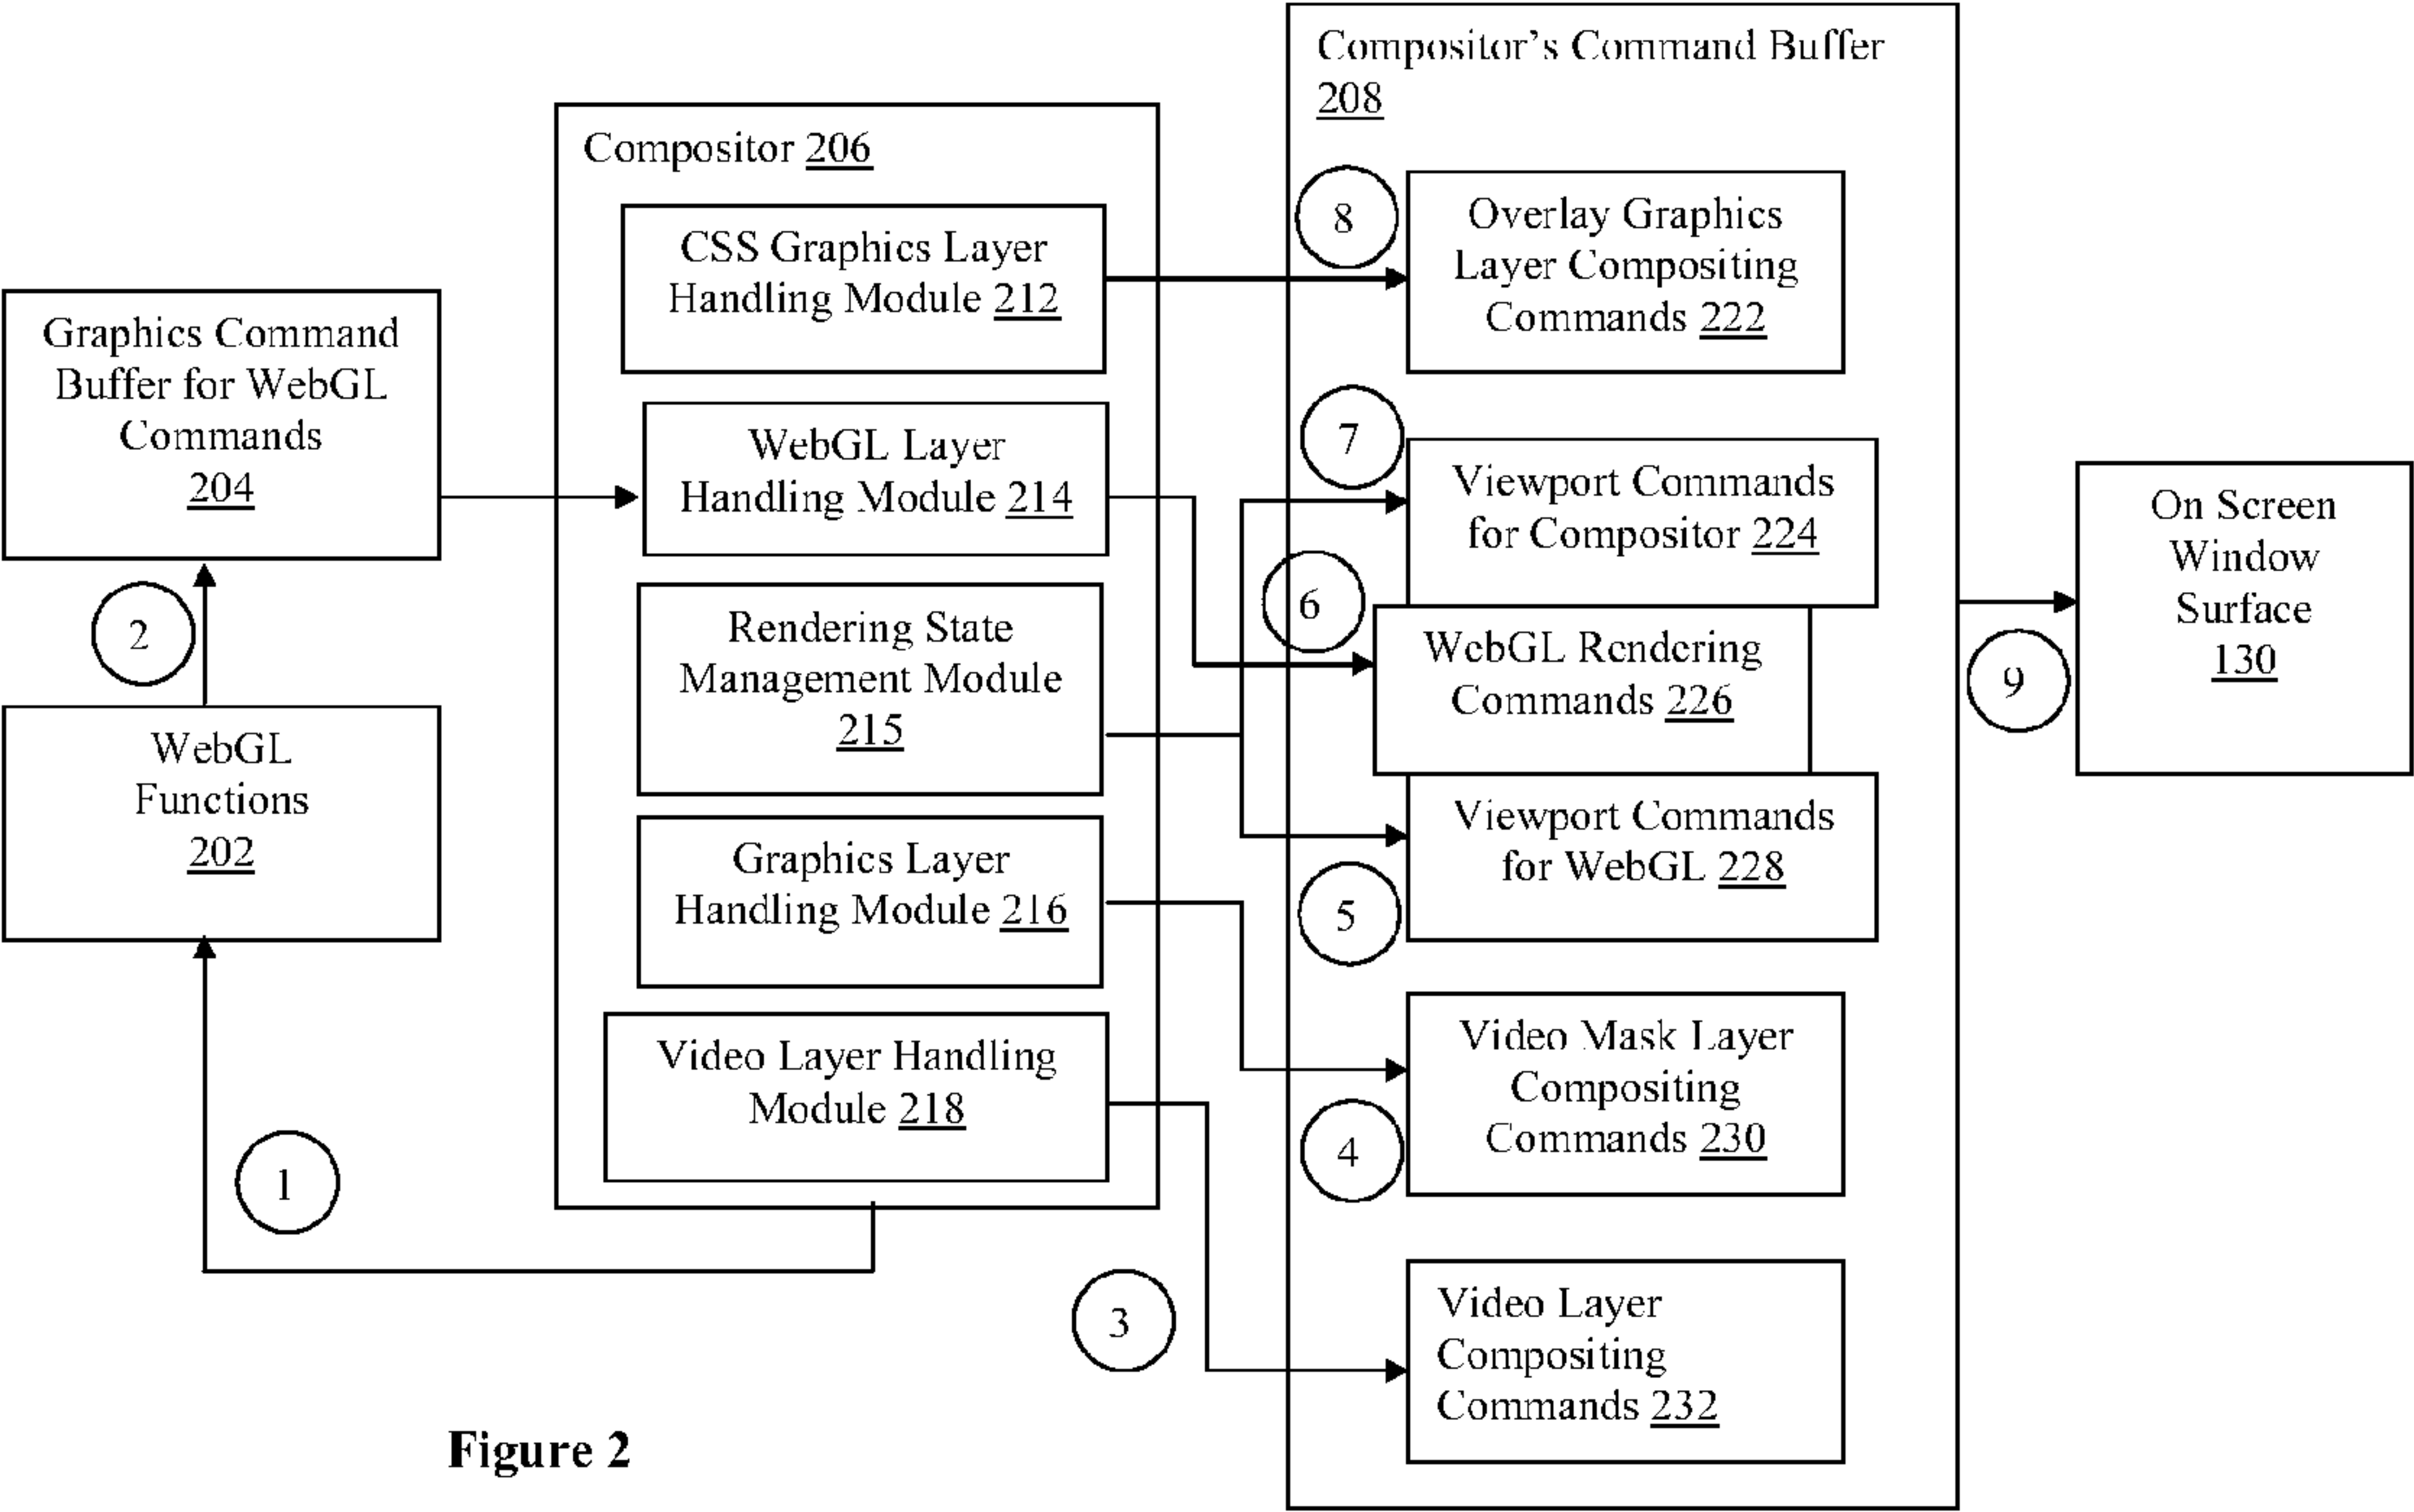 Compositor's Command Buffer
208
Compositor 206
8
Overlay Graphics
Layer Compositing
Commands 222
CSS Graphics Layer
Handling Module 212
Graphics Command
Buffer for WebGL
Commands
204
WebGL Layer
Handling Module 214
7
Viewport Commands
for Compositor 224
On Screen
Window
Surface
130
2
Rendering State
Management Module
215
6
WebGL Rendering
Commands 226
9
WebGL
Functions
202
Graphics Layer
Handling Module 216
Viewport Commands
for WebGL 228
5
Video Layer Handling
Module 218
Video Mask Layer
Compositing
Commands 230
4
1
3
Video Layer
Compositing
Commands 232
Figure 2